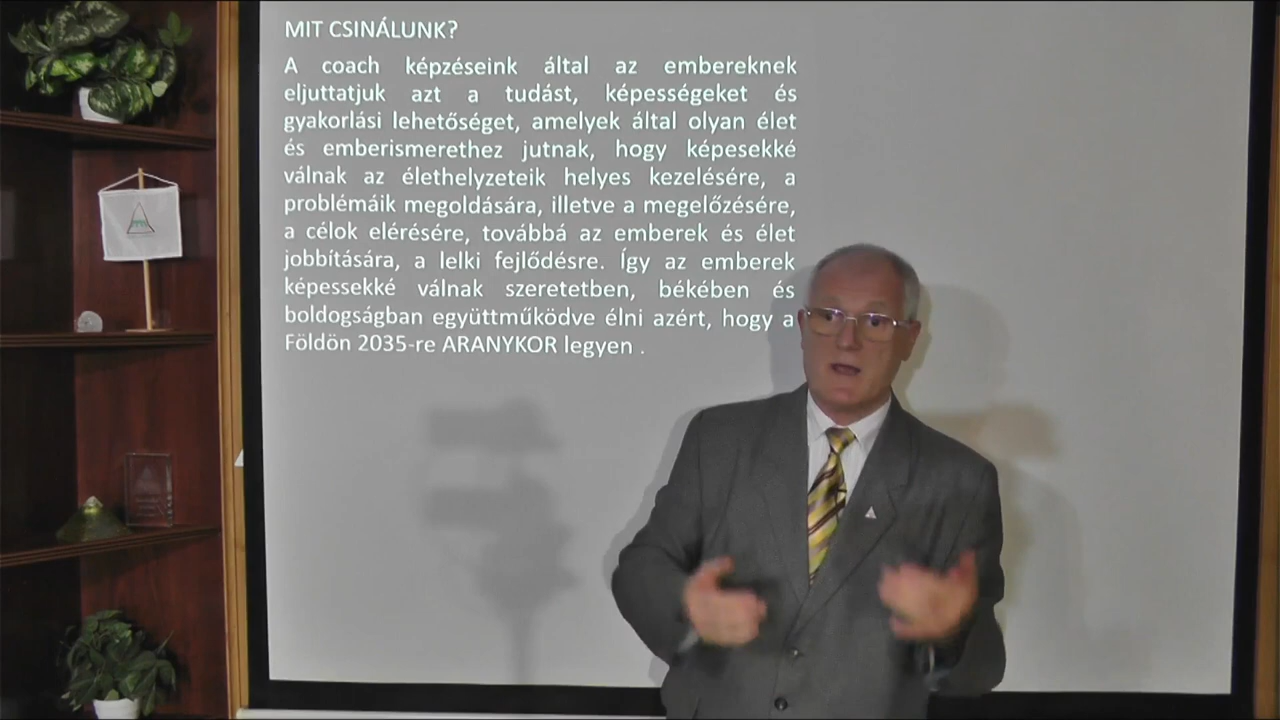 MIT CSINÁLUNK?
A coach képzéseink által az embereknek
eljuttatjuk azt a tudást, képességeket és
gyakorlási lehetőséget, amelyek által olyan élet
és emberismerethez jutnak, hogy képesekké
válnak az élethelyzeteik helyes kezelésére, a
problémáik megoldására, illetve a megelőzésére,
a célok elérésére, továbbá az emberek és élet
jobbítására, a lelki fejlődésre. Így az emberek
képessekké válnak szeretetben, békében és
boldogságban együttműködve élni azért, hogy a
Földön 2035-re ARANYKOR legyen .